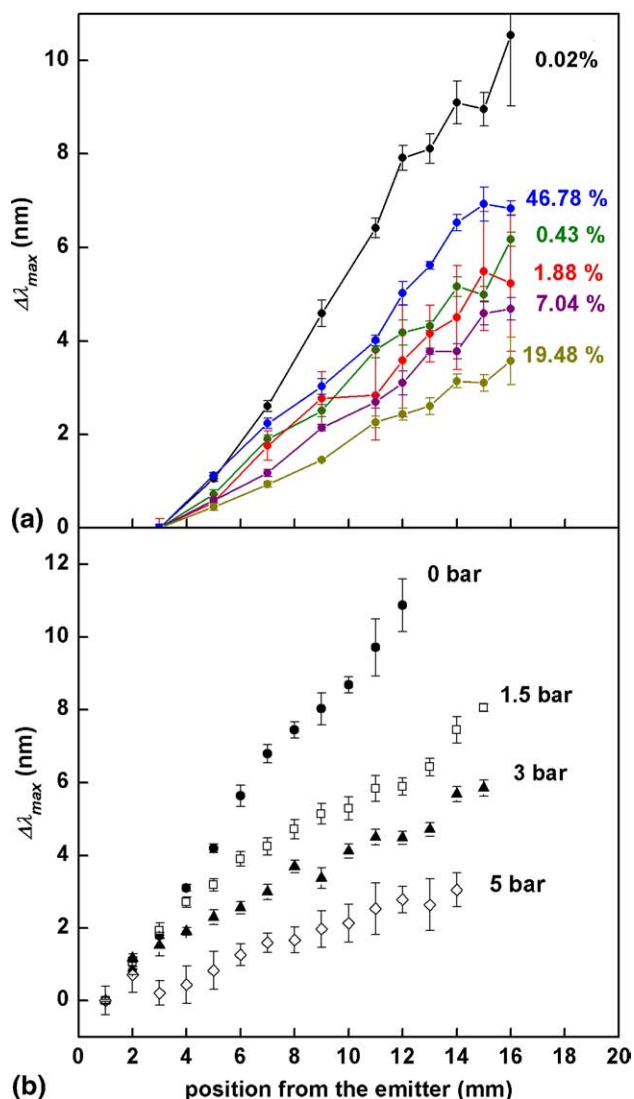 10
0.02%
8
Δλmax (nm)
6
46.78 %
0.43 %
1.88 %
4
7.04 %
19.48 %
2
(a)
0
12
0 bar
10
8
1.5 bar
Δλmax (nm)
6
3 bar
4
5 bar
2
0
0 2 4 6 8 10 12 14 16 18 20
(b)
position from the emitter (mm)